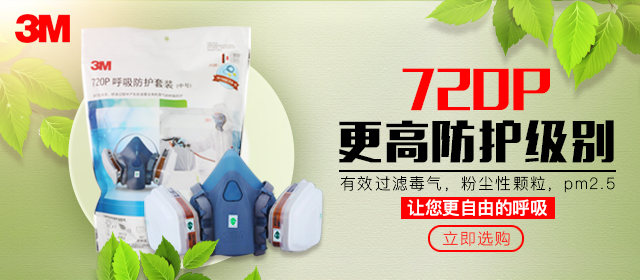 3M
3M
720P 呼吸防护套装 (中号)
720P
更高防护级别
有效过滤毒气，粉尘性颗粒，pm2.5
让您更自由的呼吸
立即选购